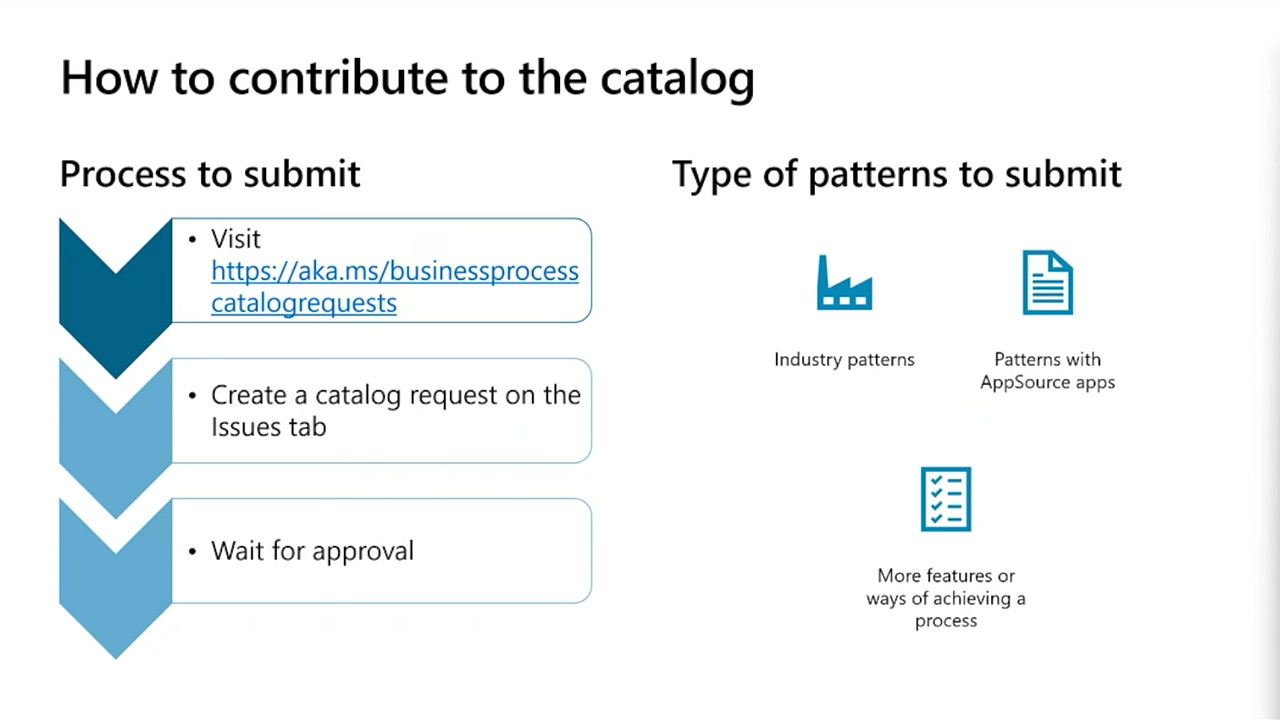 How to contribute to the catalog
Process to submit
• Visit
https://aka.ms/businessprocess
catalogrequests
• Create a catalog request on the
Issues tab
• Wait for approval
Type of patterns to submit
Industry patterns
Patterns with
AppSource apps
More features or
ways of achieving a
process